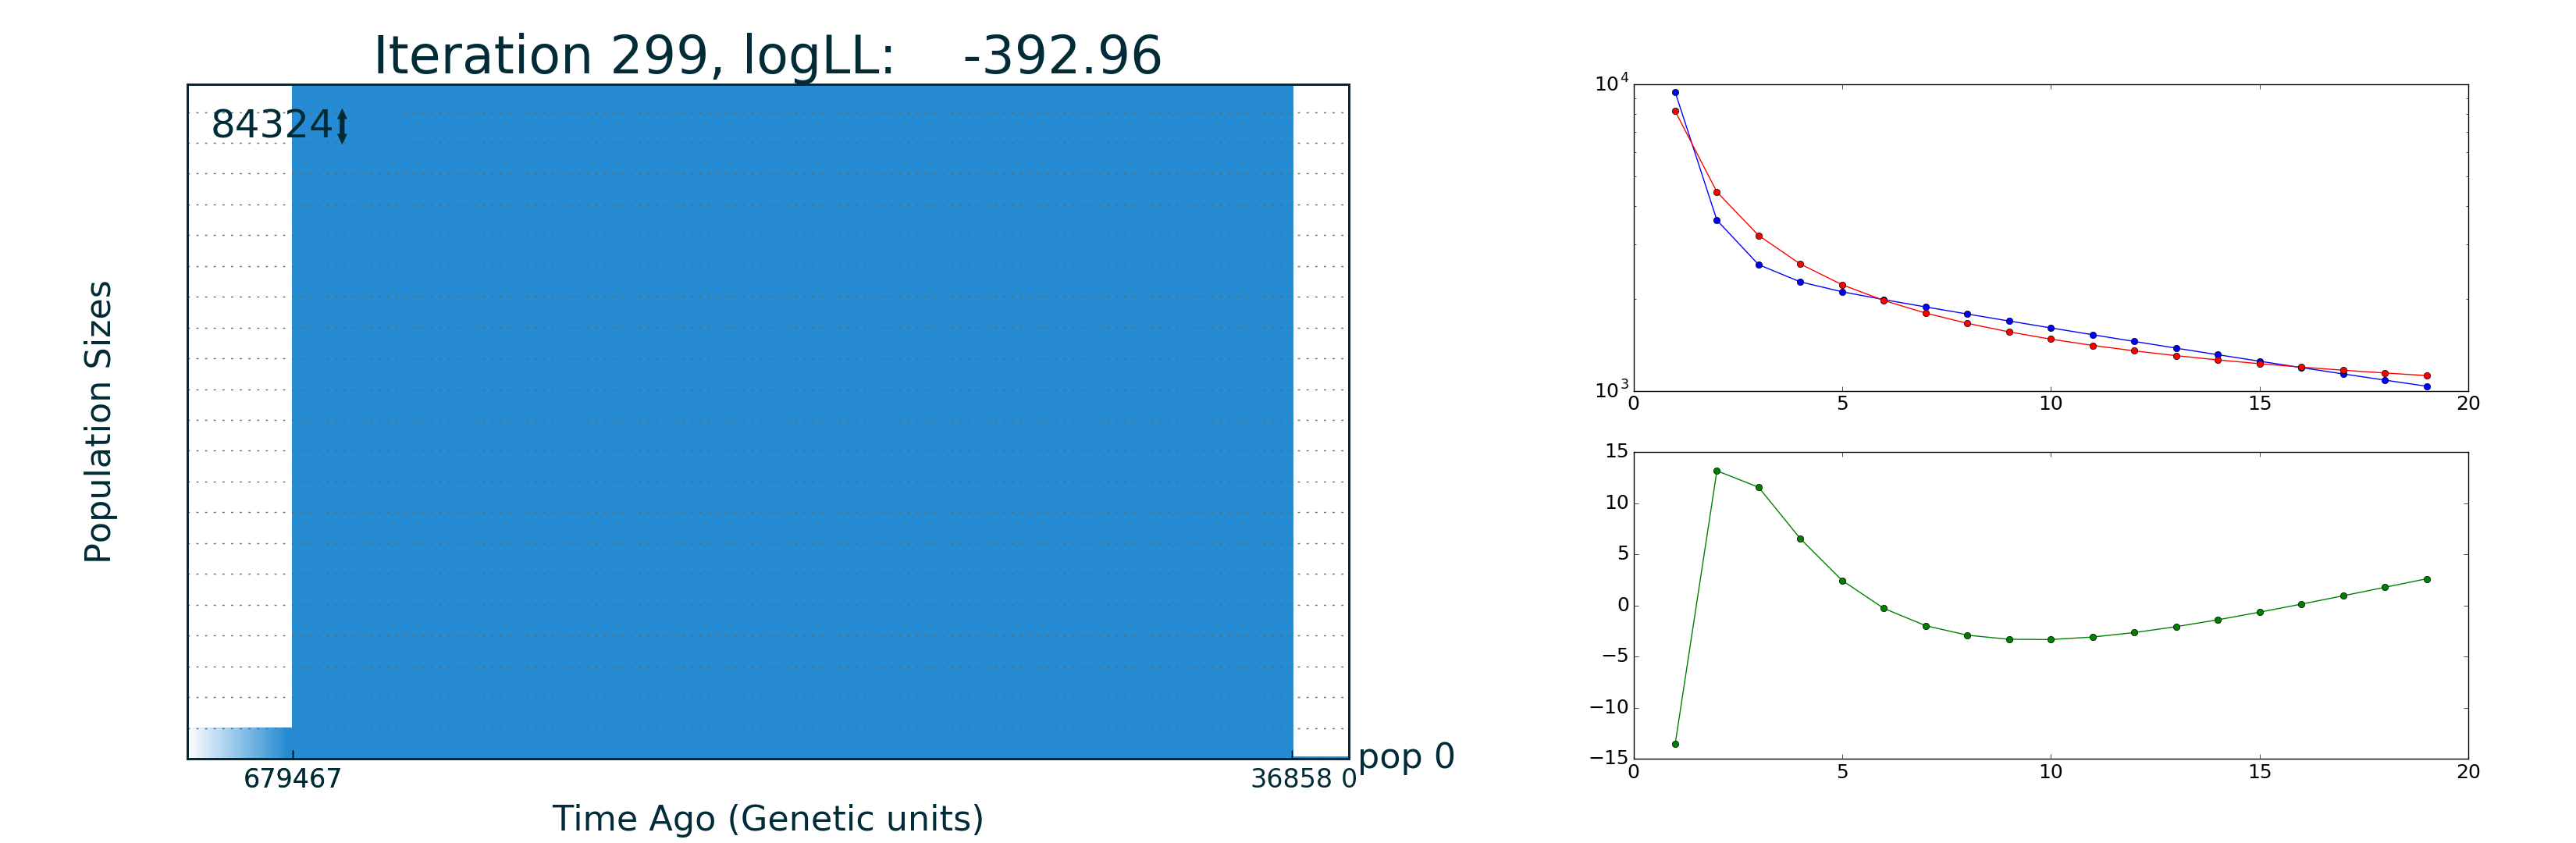 Iteration 299, logLL: -392.96
84324
Population Sizes
679467
36858 0
pop 0
Time Ago (Genetic units)
10^4
10^3
0 5 10 15 20
15
10
5
0
−5
−10
−15
0 5 10 15 20